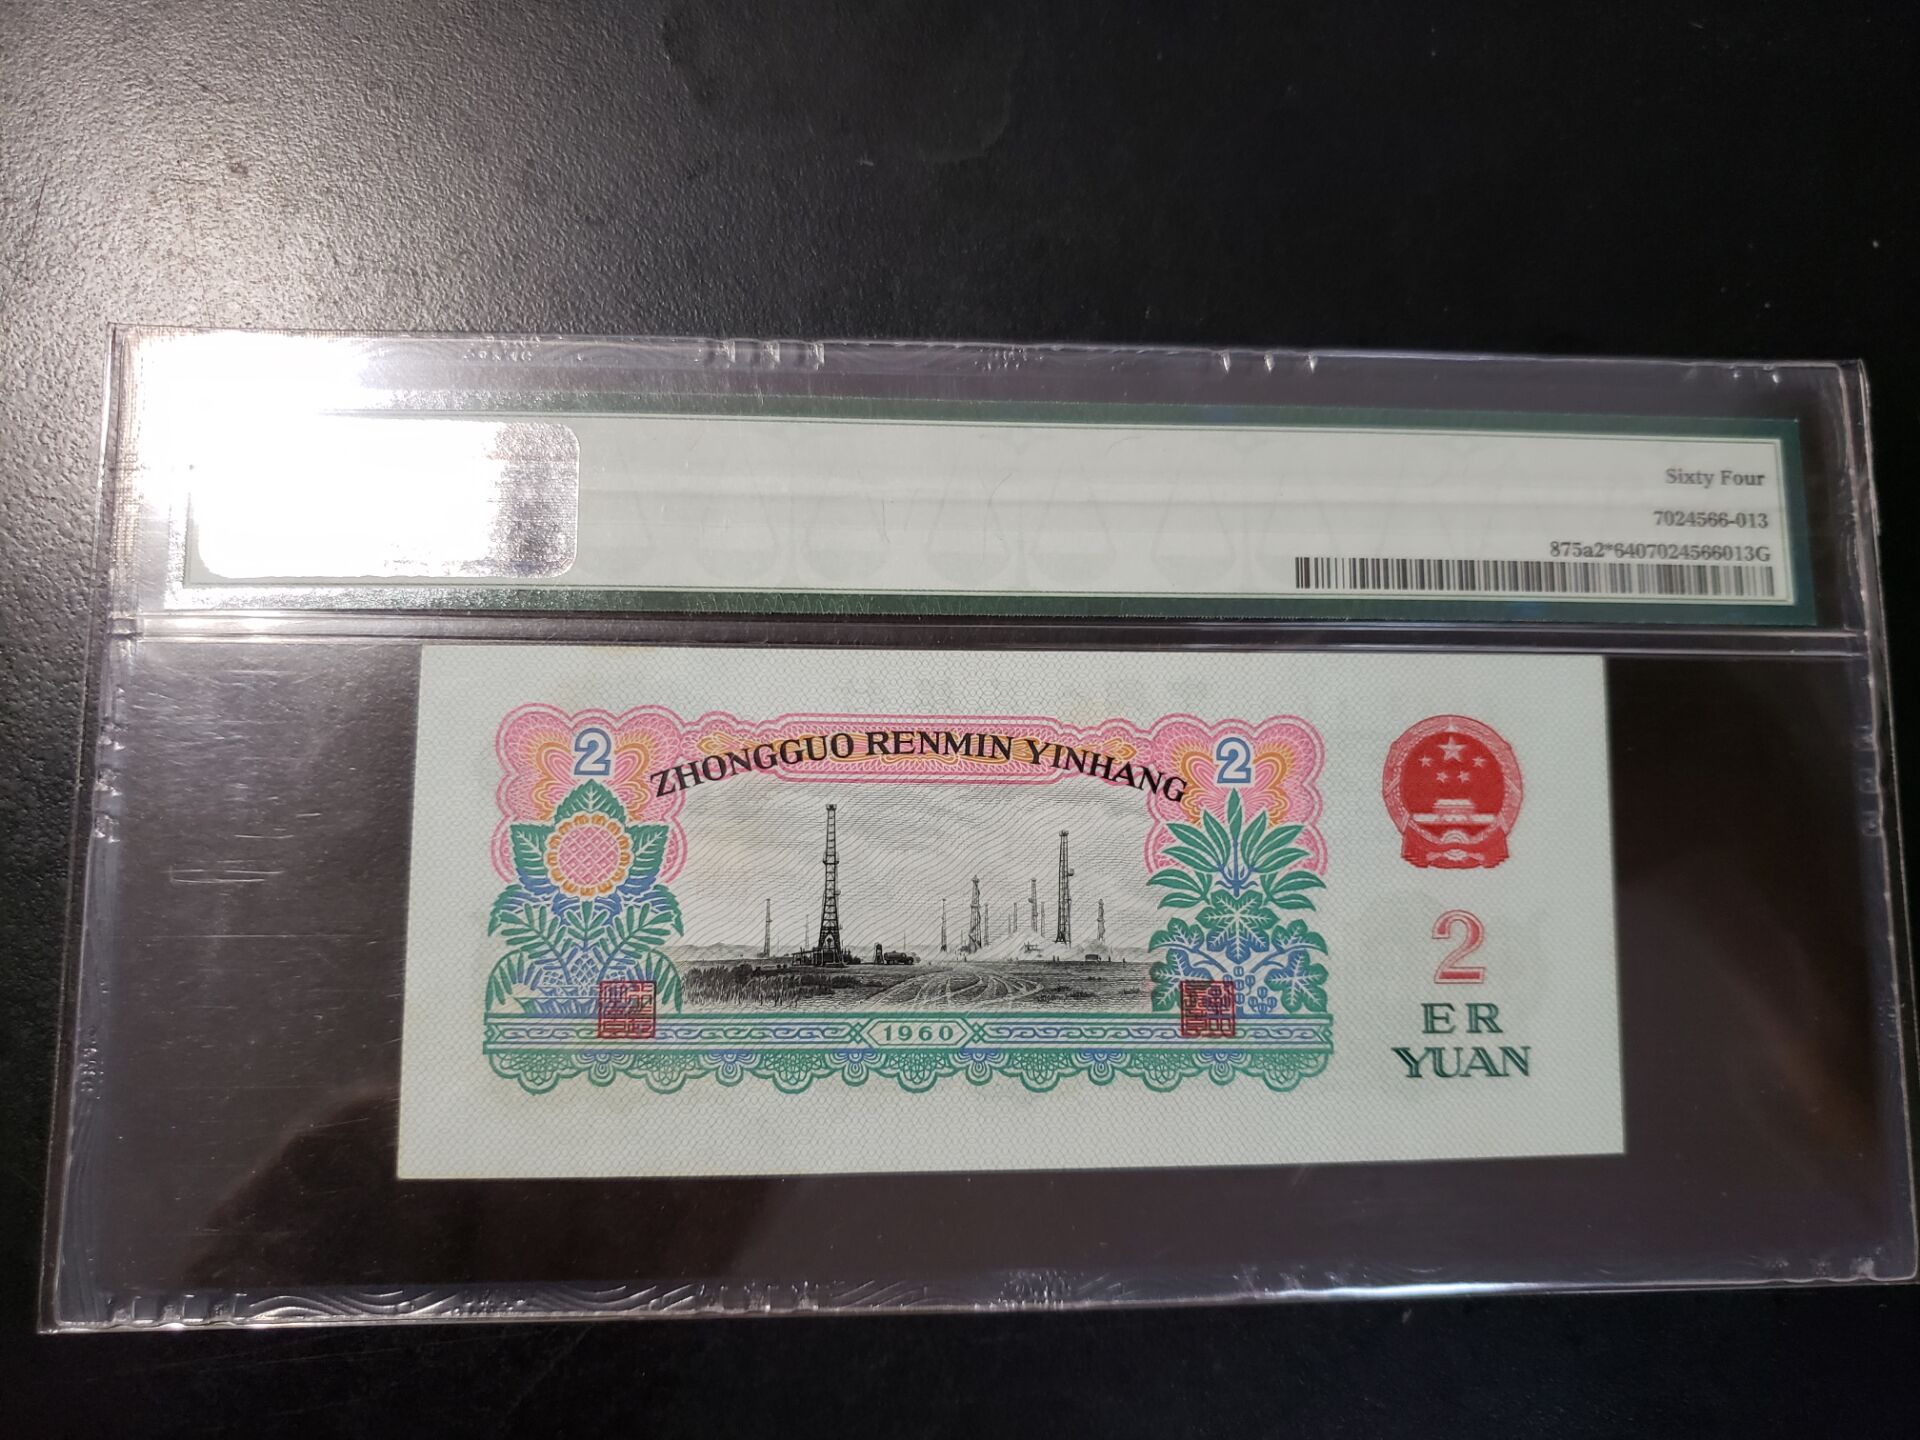 Sixty Four
7024566-013
875a2*6407024566013G
ZHONGGUO RENMIN YINHANG
2
2
2
ER
YUAN
1960